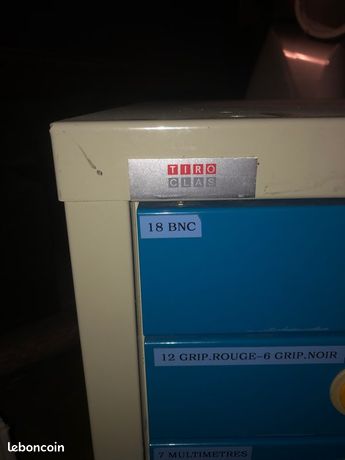 TIRO
CLAS
18 BNC
12 GRIP.ROUGE-6 GRIP.NOIR
7 MULTIMETRES
leboncoin